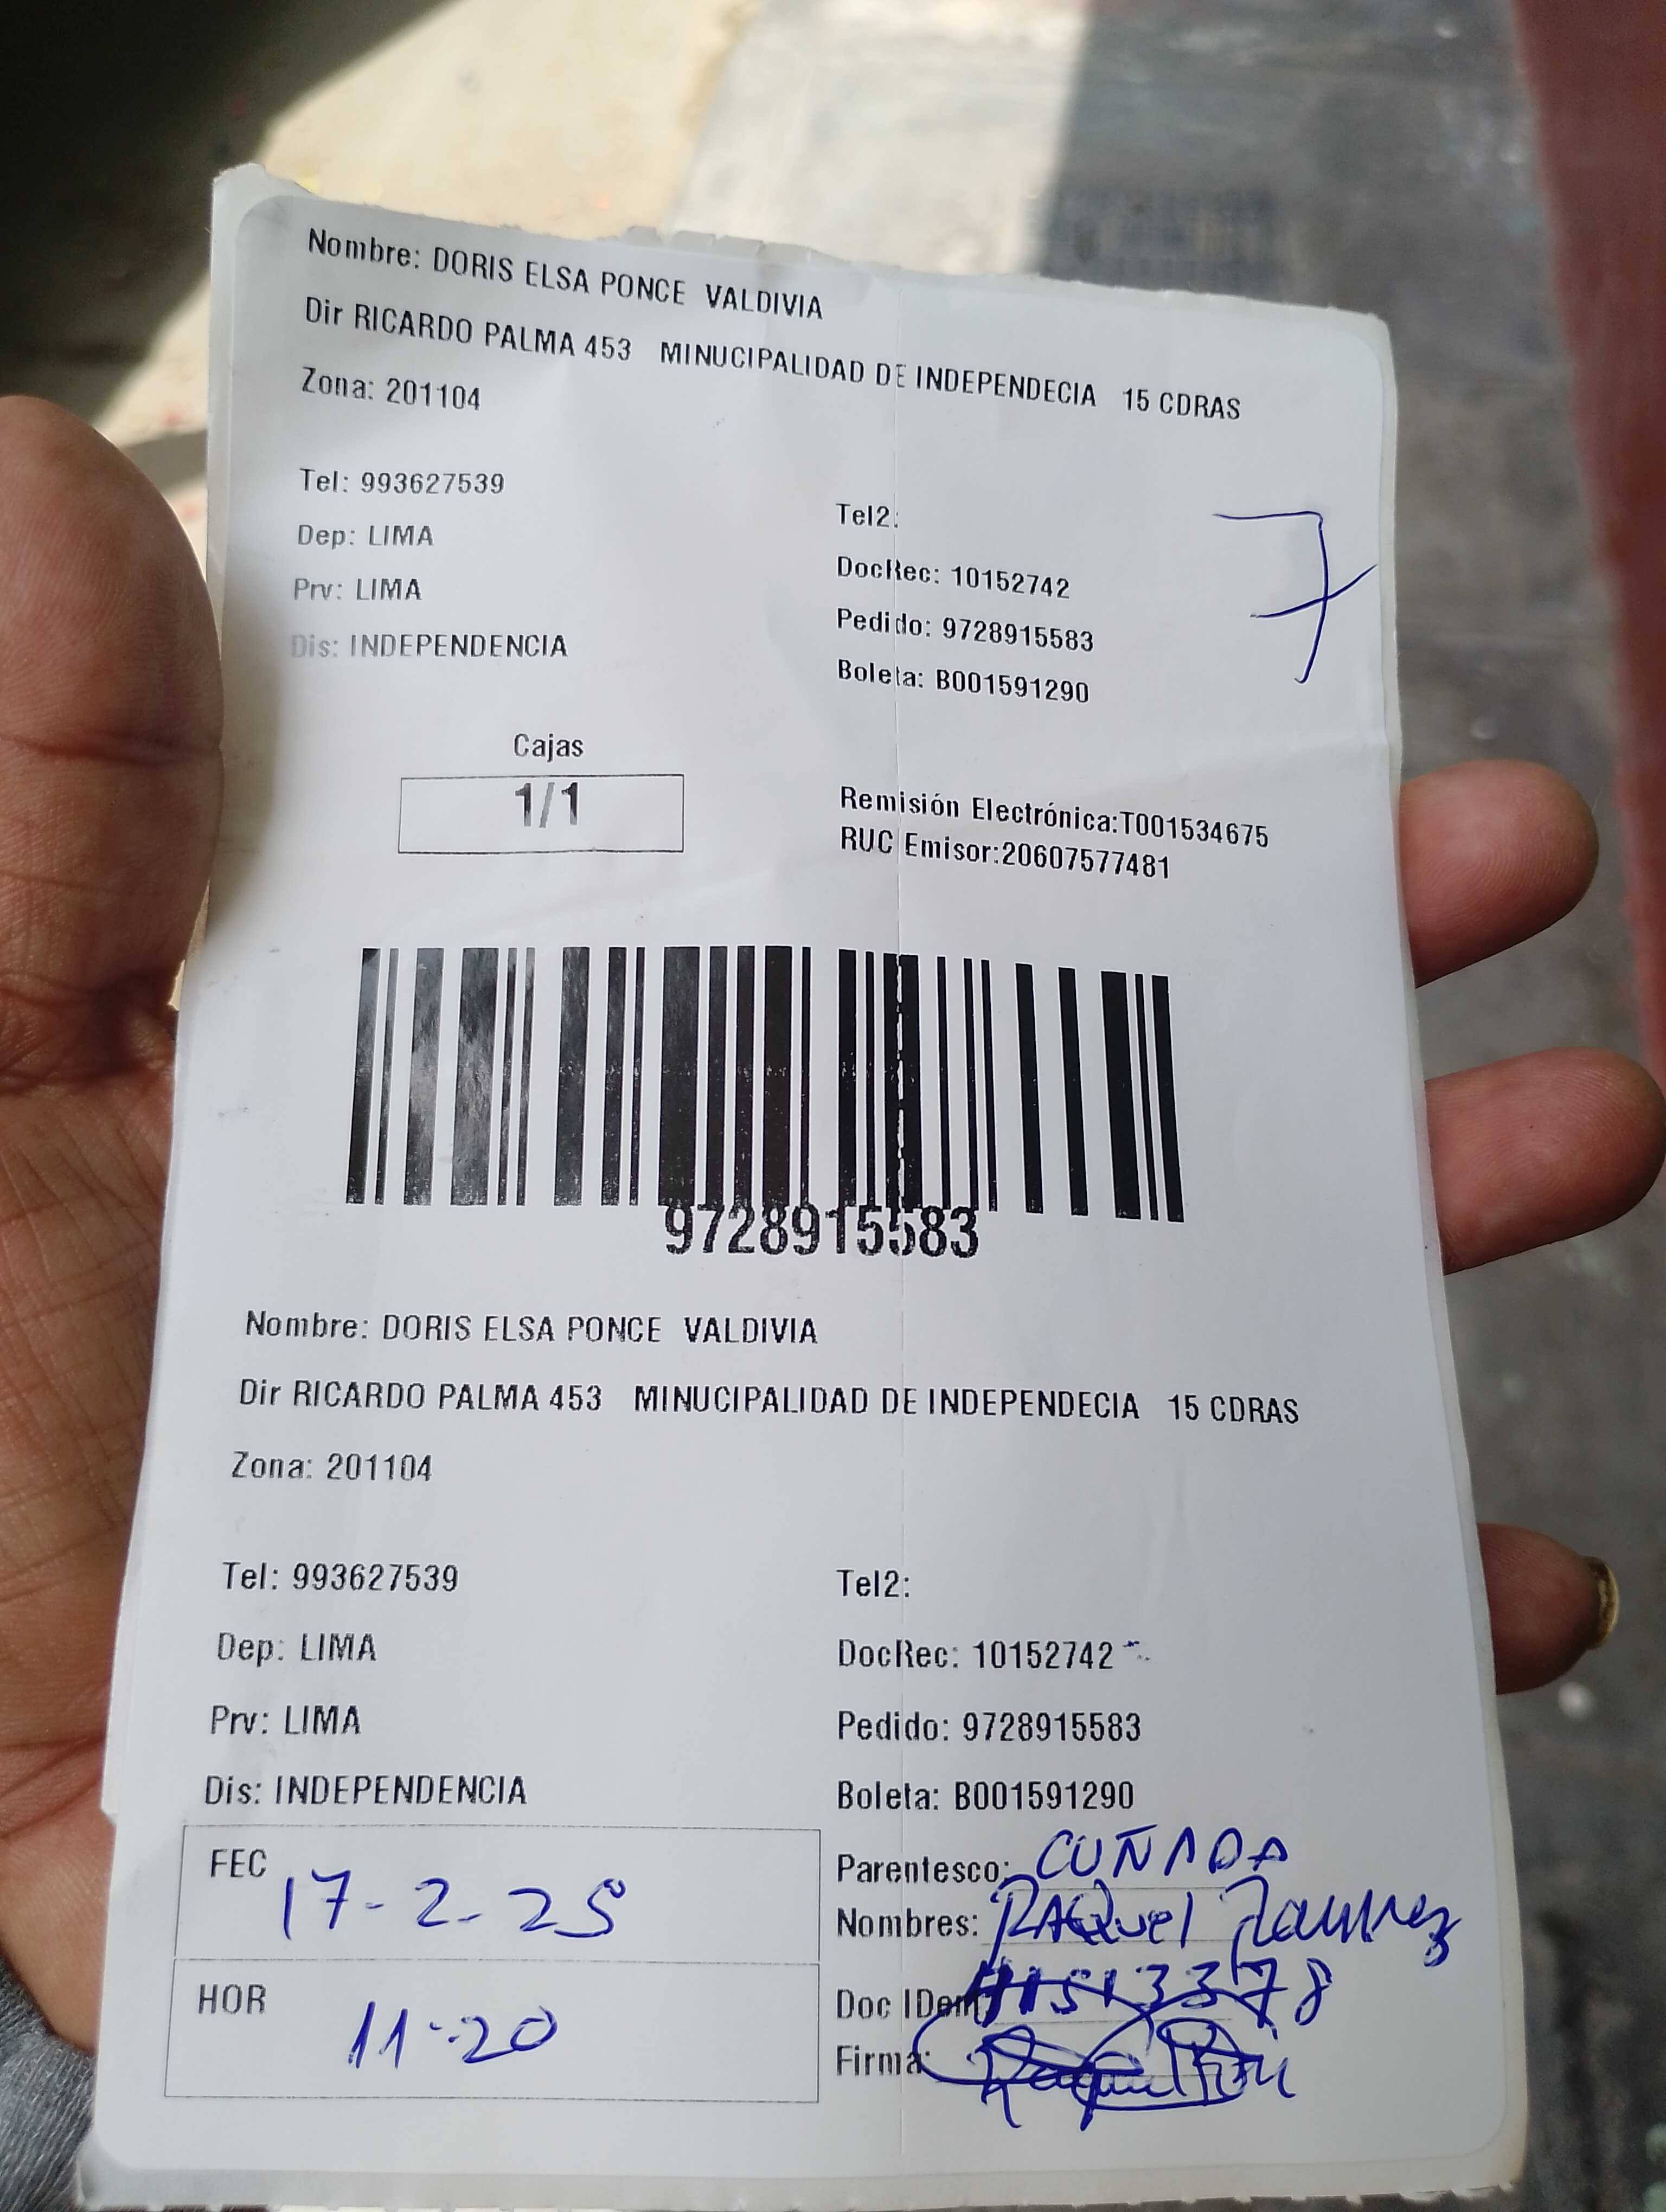 Nombre: DORIS ELSA PONCE VALDIVIA
Dir RICARDO PALMA 453 MINUCIPALIDAD DE INDEPENDECIA 15 CDRAS
Zona: 201104
Tel: 993627539
Tel2:
Dep: LIMA
DocRec: 10152742
7
Prv: LIMA
Pedido: 9728915583
Dis: INDEPENDENCIA
Boleta: B001591290
Cajas
1/1
Remisión Electrónica:T001534675
RUC Emisor:20607577481
9728915583
Nombre: DORIS ELSA PONCE VALDIVIA
Dir RICARDO PALMA 453 MINUCIPALIDAD DE INDEPENDECIA 15 CDRAS
Zona: 201104
Tel: 993627539
Tel2:
Dep: LIMA
DocRec: 10152742
Prv: LIMA
Pedido: 9728915583
Dis: INDEPENDENCIA
Boleta: B001591290
FEC 17-2-25
Parentesco: CUÑADA
Nombres: RAQuel Ramirez
HOR 11-20
Doc IDen
Firma: